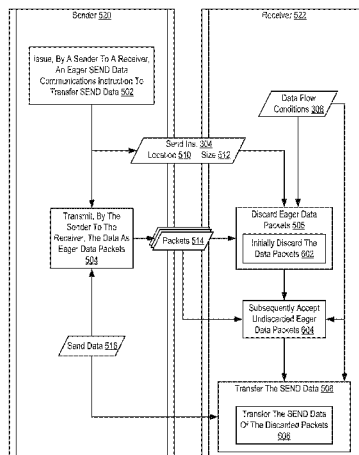 Sender 520
Receiver 522
Issue, By A Sender To A Receiver,
An Eager SEND Data
Communications Instruction To
Transfer SEND Data 502
Data Flow
Conditions 308
Send Ins. 304
Location 510 Size 512
Transmit, By The
Sender To The
Receiver, The Data As
Eager Data Packets
504
Packets 514
Discard Eager Data
Packets 505
Initially Discard The
Data Packets 602
Subsequently Accept
Undiscarded Eager
Data Packets 604
Send Data 516
Transfer The SEND Data 508
Transfer The SEND Data
Of The Discarded Packets
606